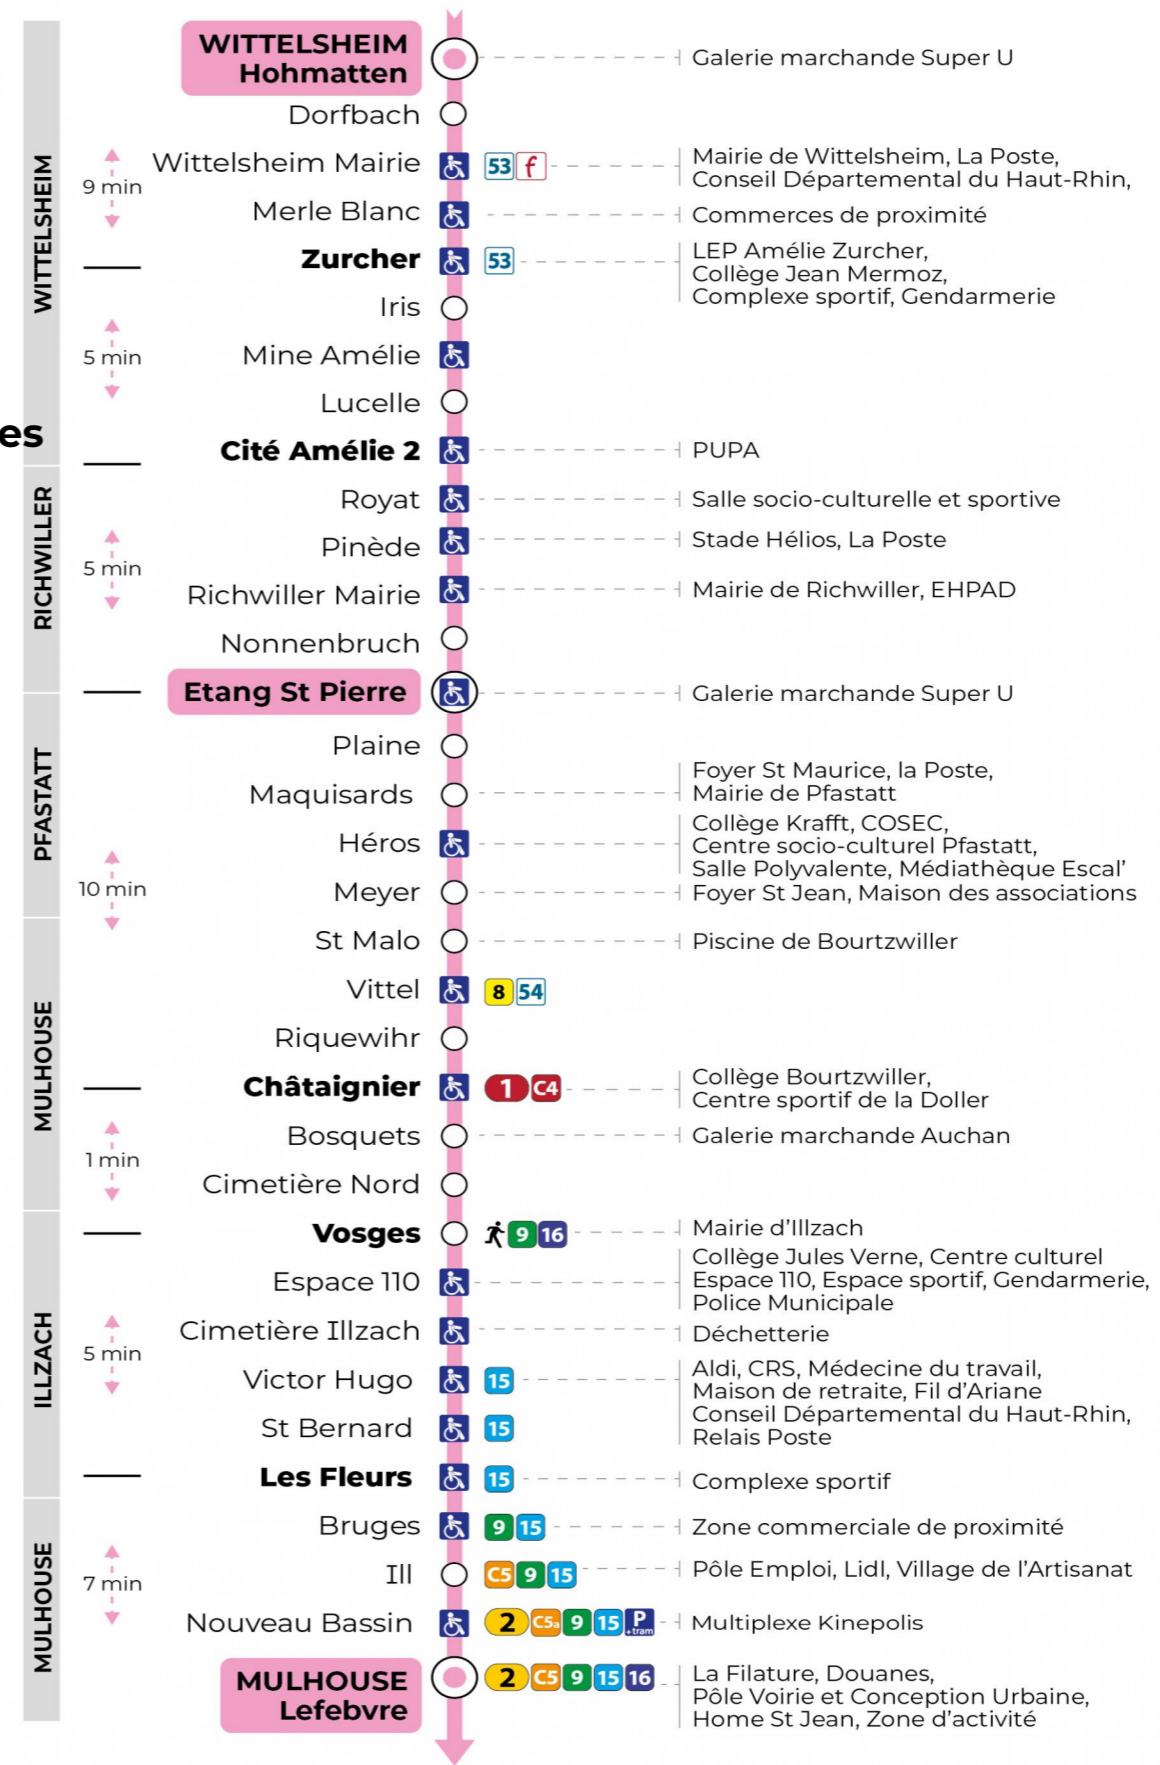 WITTELSHEIM
Hohmatten
Galerie marchande Super U
Dorfbach
Wittelsheim Mairie
53 f
Mairie de Wittelsheim, La Poste,
Conseil Départemental du Haut-Rhin,
9 min
Merle Blanc
Commerces de proximité
WITTELSHEIM
Zurcher
53
LEP Amélie Zurcher,
Collège Jean Mermoz,
Complexe sportif, Gendarmerie
Iris
5 min
Mine Amélie
Lucelle
es
Cité Amélie 2
PUPA
Royat
Salle socio-culturelle et sportive
RICHWILLER
5 min
Pinède
Stade Hélios, La Poste
Richwiller Mairie
Mairie de Richwiller, EHPAD
Nonnenbruch
Etang St Pierre
Galerie marchande Super U
Plaine
PFASTATT
Maquisards
Foyer St Maurice, la Poste,
Mairie de Pfastatt
Héros
Collège Krafft, COSEC,
Centre socio-culturel Pfastatt,
Salle Polyvalente, Médiathèque Escal’
10 min
Meyer
Foyer St Jean, Maison des associations
St Malo
Piscine de Bourtzwiller
Vittel
8 54
Riquewihr
MULHOUSE
Châtaignier
1 C4
Collège Bourtzwiller,
Centre sportif de la Doller
Bosquets
Galerie marchande Auchan
1 min
Cimetière Nord
Vosges
9 16
Mairie d’Illzach
Espace 110
Collège Jules Verne, Centre culturel
Espace 110, Espace sportif, Gendarmerie,
Police Municipale
ILLZACH
5 min
Cimetière Illzach
Déchetterie
Victor Hugo
15
Aldi, CRS, Médecine du travail,
Maison de retraite, Fil d’Ariane
St Bernard
15
Conseil Départemental du Haut-Rhin,
Relais Poste
Les Fleurs
15
Complexe sportif
Bruges
9 15
Zone commerciale de proximité
MULHOUSE
7 min
Ill
C5 9 15
Pôle Emploi, Lidl, Village de l’Artisanat
Nouveau Bassin
2 C5a 9 15 P +tram
Multiplexe Kinepolis
MULHOUSE
Lefebvre
2 C5 9 15 16
La Filature, Douanes,
Pôle Voirie et Conception Urbaine,
Home St Jean, Zone d’activité